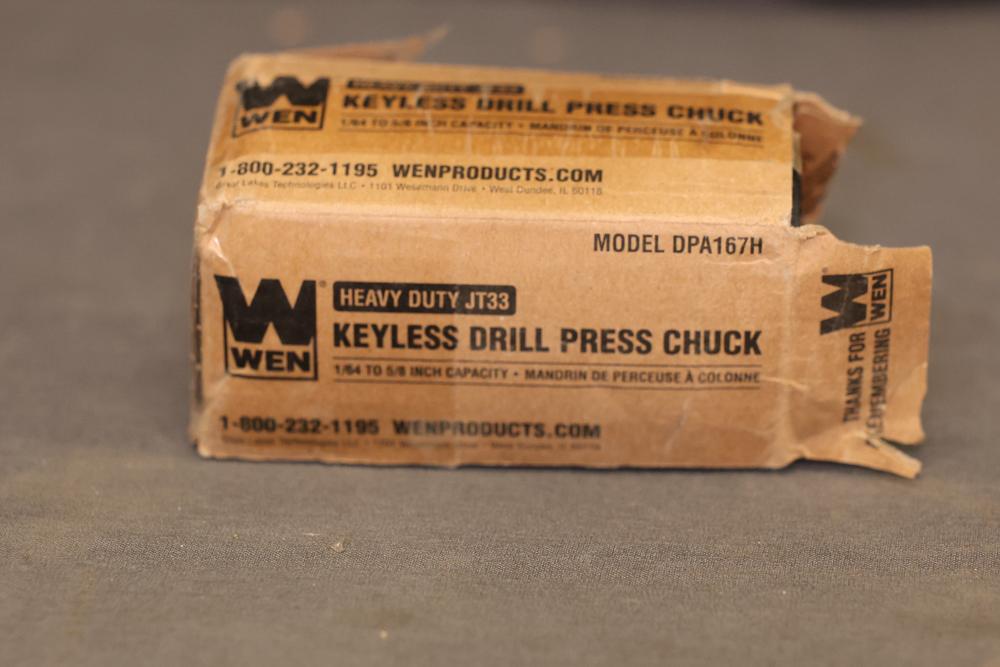 WEN
KEYLESS DRILL PRESS CHUCK
1/64 TO 5/8 INCH CAPACITY • MANDRIN DE PERCEUSE À COLONNE
1-800-232-1195 WENPRODUCTS.COM
Great Lakes Technologies LLC • 1101 Wesemann Drive • West Dundee, IL 60118
MODEL DPA167H
W®
WEN
HEAVY DUTY JT33
KEYLESS DRILL PRESS CHUCK
1/64 TO 5/8 INCH CAPACITY • MANDRIN DE PERCEUSE À COLONNE
1-800-232-1195 WENPRODUCTS.COM
THANKS FOR
REMEMBERING
WEN